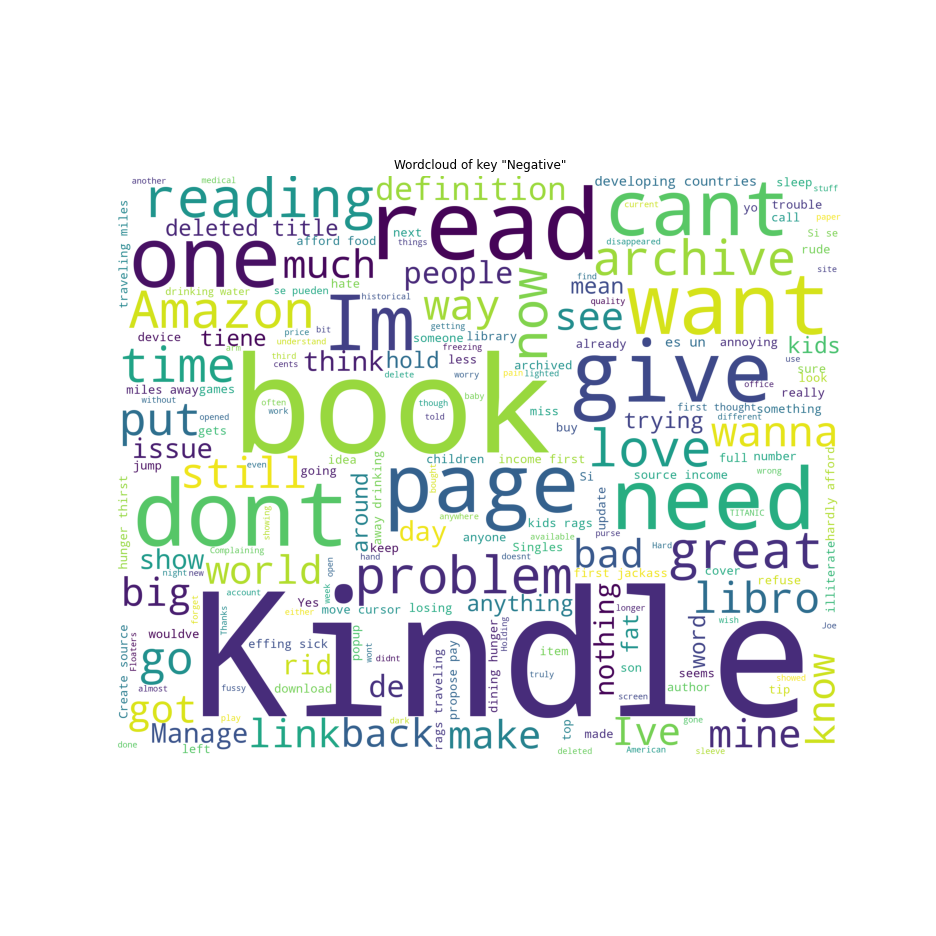 Wordcloud of key "Negative"
another
medical
developing countries
sleep
stuff
reading
definition
read
cant
current
yo
trouble
call
paper
traveling miles
deleted title
afford food
next
things
disappeared
Si se
rude
one
much
hate
people
archive
find
mean
site
drinking water
se pueden
historical
now
quality
Amazon
Im
way
see
want
price
bit
getting
someone
library
device
tiene
understand
freezing
already
es un
annoying
kids
time
arm
third
cents
think
hold
less
archived
give
use
sure
look
miles away
games
delete
worry
pain
lighted
office
really
without
often
work
book
though
baby
told
miss
buy
trying
first thought
something
different
put
opened
gets
love
wanna
issue
idea
children
income first
full
number
jump
even
going
bought
Si
source income
wrong
still
page
need
hunger thirst
dont
showing
around
away drinking
anywhere
kids rags
update
TITANIC
hardly afford
day
anyone
available
illiterate
Complaining
keep
hand
Singles
doesnt
Hard
great
show
night
new
world
open
problem
bad
first jackass
cover
refuse
big
account
week
Yes
either
move cursor
losing
anything
nothing
longer
libro
wish
Joe
forget
Thanks
wouldve
Floaters
effing sick
popup
wont
didnt
dining hunger
Holding
fat
word
Create source
go
rid
item
son
seems
author
showed
tip
know
almost
fussy
download
de
Kindle
rags traveling
propose pay
truly
screen
got
play
dark
top
made
gone
Manage
link
back
make
Ive
mine
done
left
deleted
American
sleeve